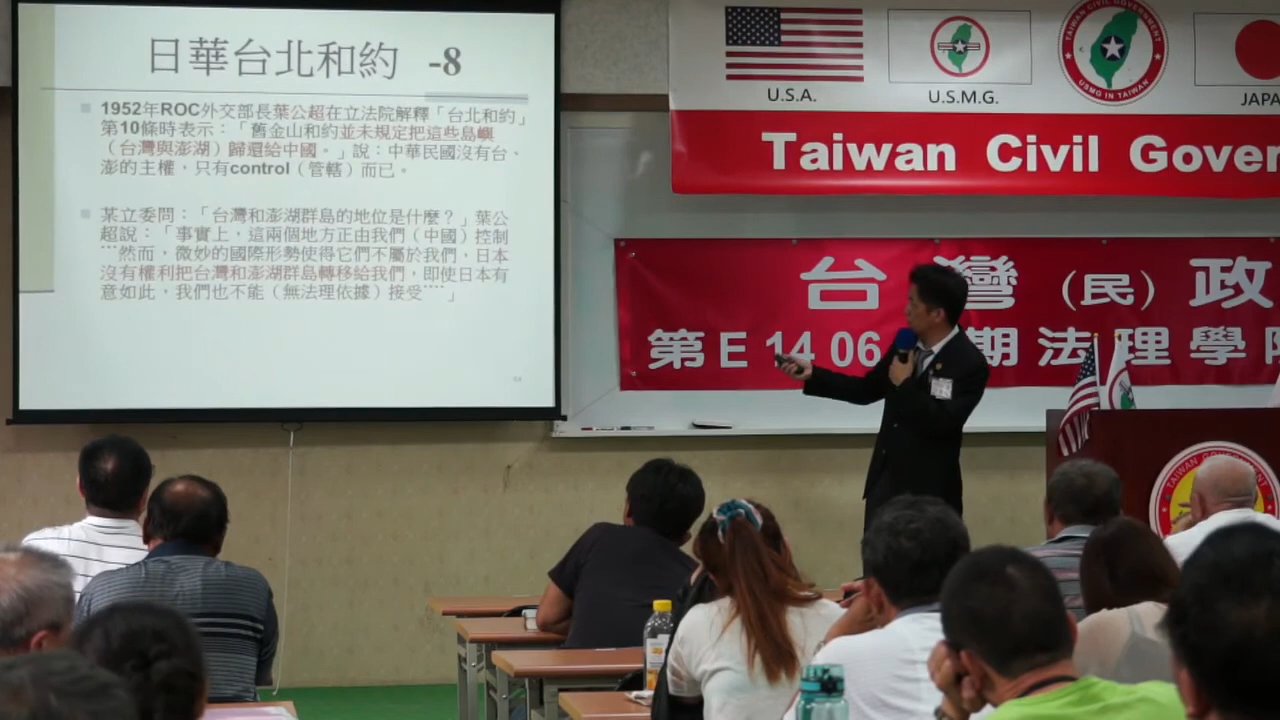 日華台北和約 -8
1952年ROC外交部長葉公超在立法院解釋「台北和約」
第10條時表示：「舊金山和約並未規定把這些島嶼
（台灣與澎湖）歸還給中國。」說：中華民國沒有台、
澎的主權，只有control（管轄）而已。
某立委問：「台灣和澎湖群島的地位是什麼？」葉公
超說：「事實上，這兩個地方正由我們（中國）控制
˙˙˙˙然而，微妙的國際形勢使得它們不屬於我們，日本
沒有權利把台灣和澎湖群島轉移給我們，即使日本有
意如此，我們也不能（無法理依據）接受˙˙˙˙」
TAIWAN CIVIL GOVERNMENT
USMG IN TAIWAN
U.S.A.
U.S.M.G.
JAPA
Taiwan Civil Gover
台灣（民）政
第E 14 06 期法理學
TAIWAN GOVERNMENT